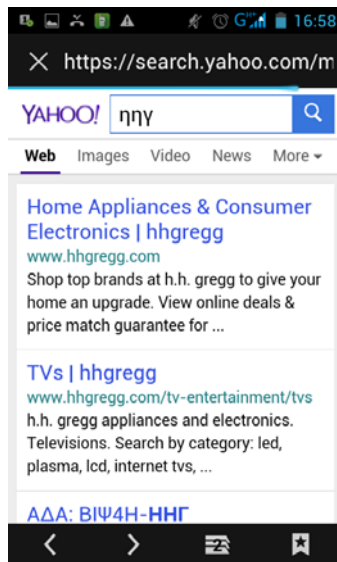 16:58
https://search.yahoo.com/m
YAHOO!
ηηγ
Web Images Video News More
Home Appliances & Consumer
Electronics | hhgregg
www.hhgregg.com
Shop top brands at h.h. gregg to give your
home an upgrade. View online deals &
price match guarantee for ...
TVs | hhgregg
www.hhgregg.com/tv-entertainment/tvs
h.h. gregg appliances and electronics.
Televisions. Search by category: led,
plasma, lcd, internet tvs, ...
ΑΔΑ: ΒΙΨ4Η-ΗΗΓ